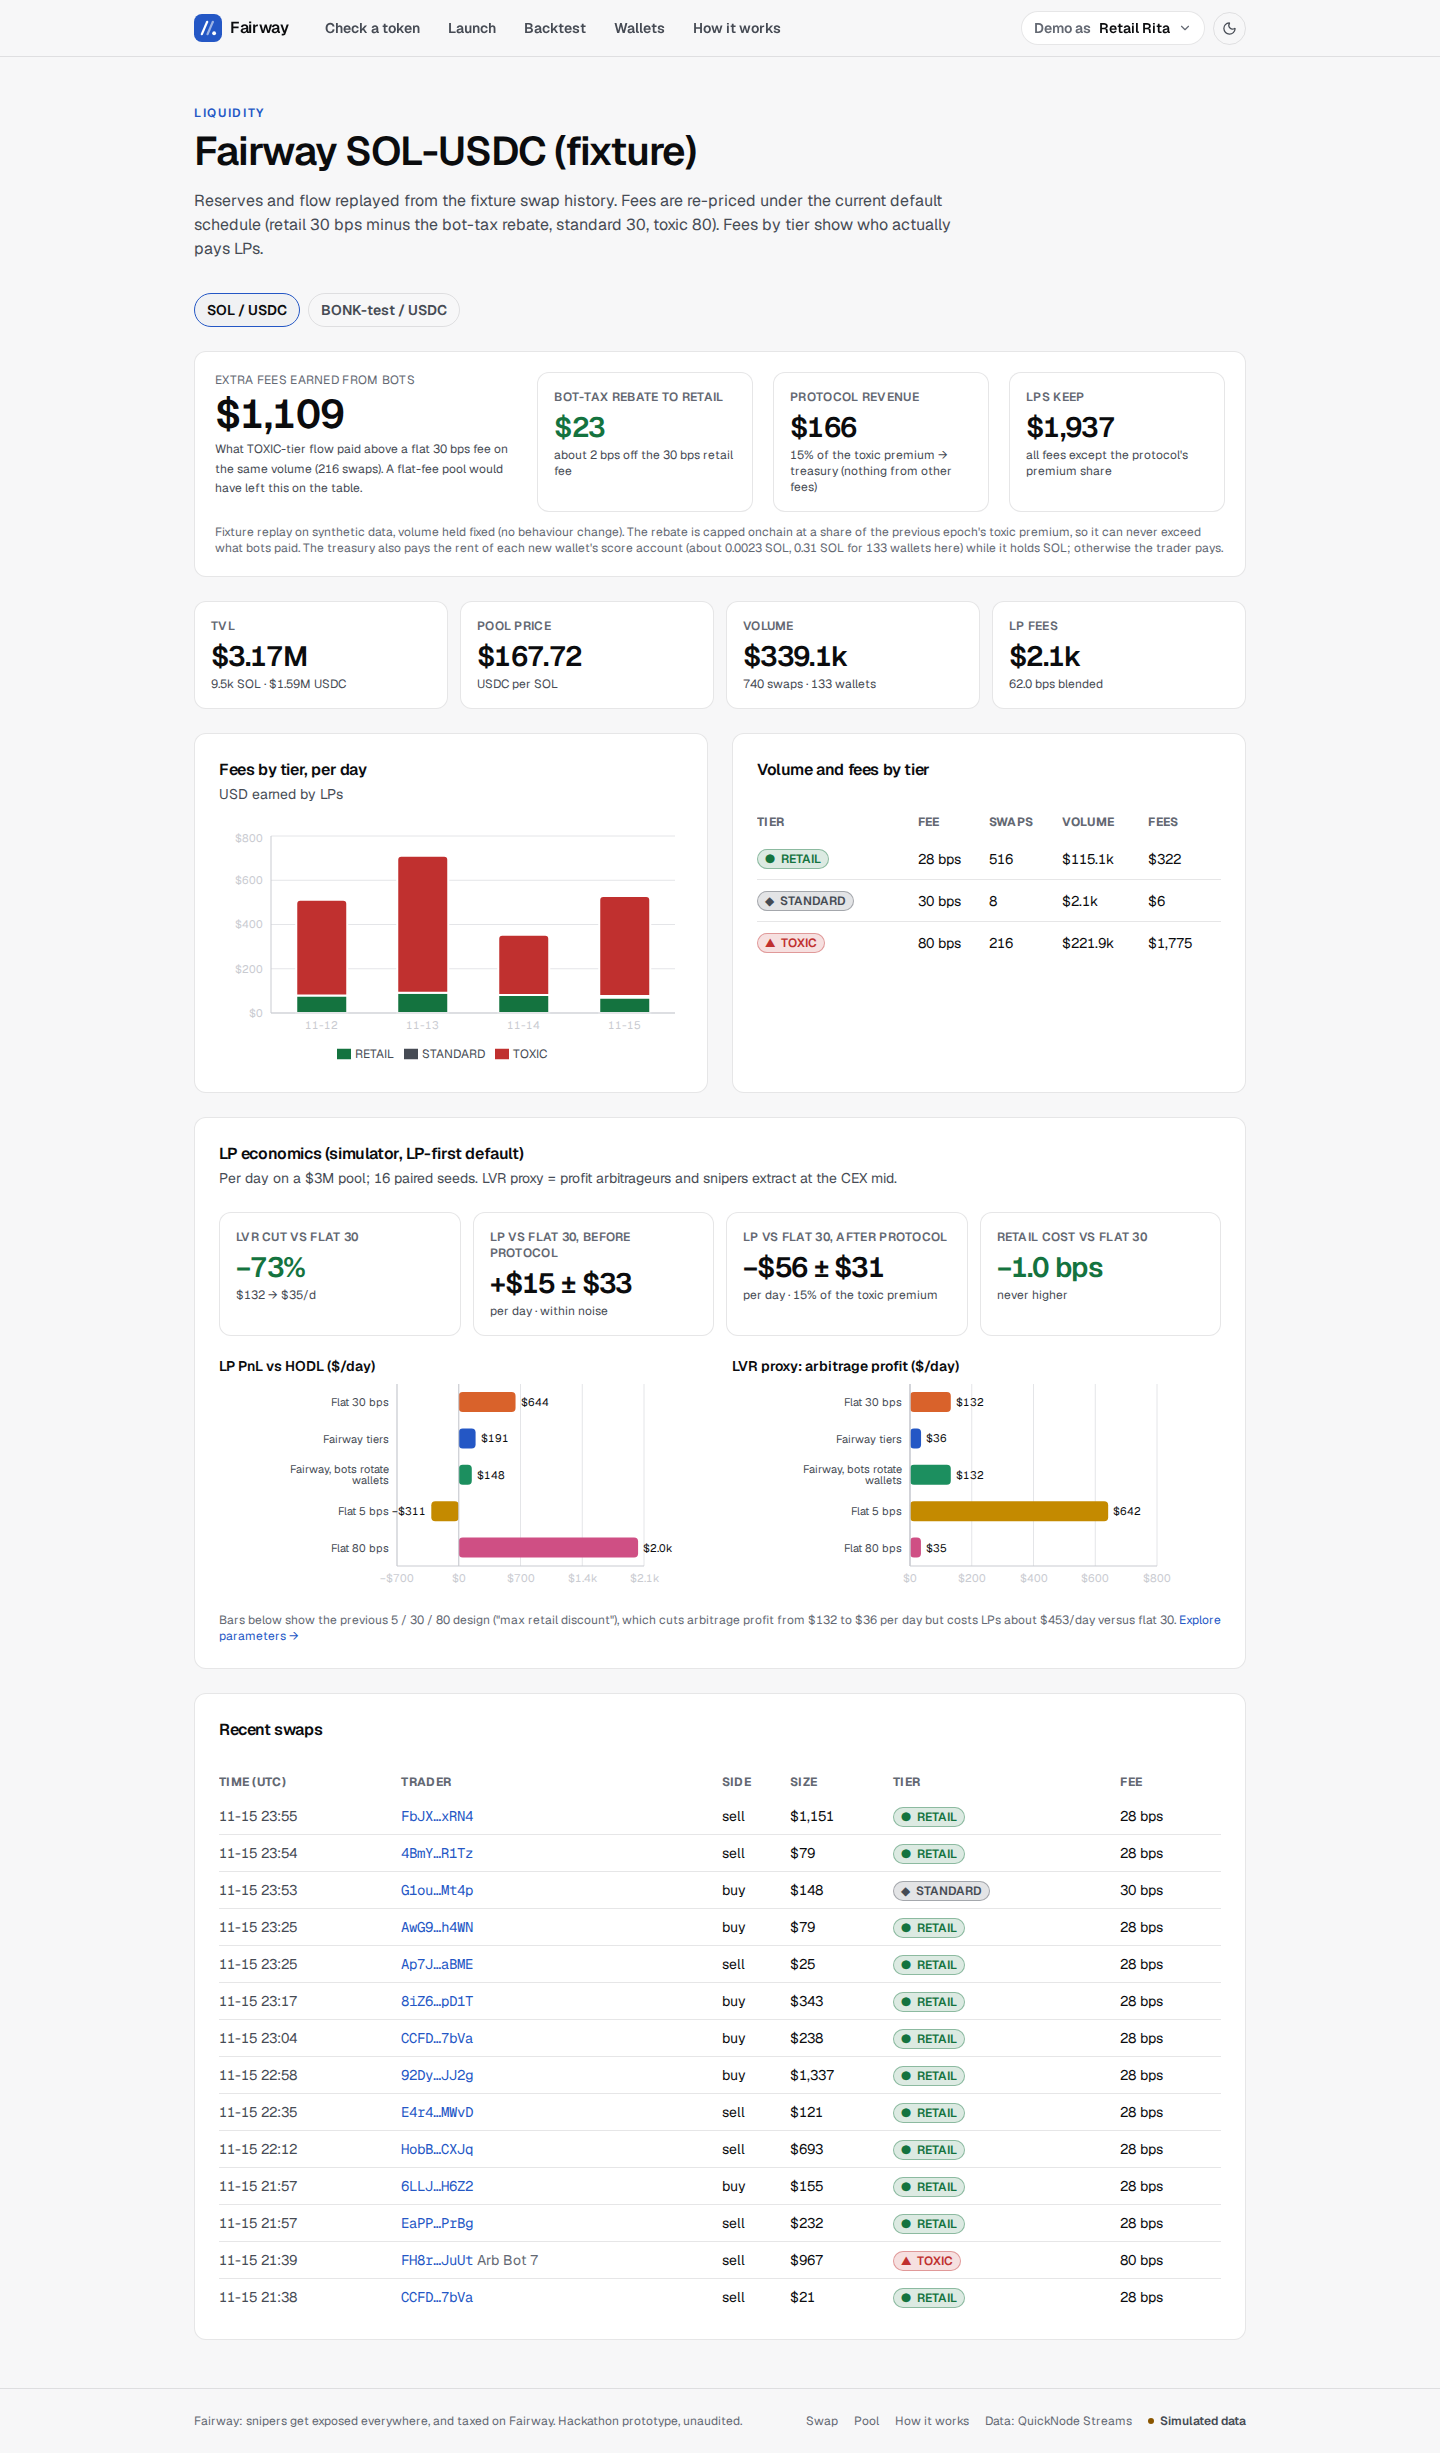 Fairway Check a token Launch Backtest Wallets How it works Demo as Retail Rita
LIQUIDITY
Fairway SOL-USDC (fixture)
Reserves and flow replayed from the fixture swap history. Fees are re-priced under the current default
schedule (retail 30 bps minus the bot-tax rebate, standard 30, toxic 80). Fees by tier show who actually
pays LPs.
SOL / USDC BONK-test / USDC
EXTRA FEES EARNED FROM BOTS
$1,109
What TOXIC-tier flow paid above a flat 30 bps fee on
the same volume (216 swaps). A flat-fee pool would
have left this on the table.
BOT-TAX REBATE TO RETAIL
$23
about 2 bps off the 30 bps retail
fee
PROTOCOL REVENUE
$166
15% of the toxic premium →
treasury (nothing from other
fees)
LPS KEEP
$1,937
all fees except the protocol's
premium share
Fixture replay on synthetic data, volume held fixed (no behaviour change). The rebate is capped onchain at a share of the previous epoch's toxic premium, so it can never exceed
what bots paid. The treasury also pays the rent of each new wallet's score account (about 0.0023 SOL, 0.31 SOL for 133 wallets here) while it holds SOL; otherwise the trader pays.
TVL
$3.17M
9.5k SOL · $1.59M USDC
POOL PRICE
$167.72
USDC per SOL
VOLUME
$339.1k
740 swaps · 133 wallets
LP FEES
$2.1k
62.0 bps blended
Fees by tier, per day
USD earned by LPs
$800
$600
$400
$200
$0
11-12 11-13 11-14 11-15
RETAIL STANDARD TOXIC
Volume and fees by tier
TIER FEE SWAPS VOLUME FEES
RETAIL 28 bps 516 $115.1k $322
STANDARD 30 bps 8 $2.1k $6
TOXIC 80 bps 216 $221.9k $1,775
LP economics (simulator, LP-first default)
Per day on a $3M pool; 16 paired seeds. LVR proxy = profit arbitrageurs and snipers extract at the CEX mid.
LVR CUT VS FLAT 30
−73%
$132 → $35/d
LP VS FLAT 30, BEFORE
PROTOCOL
+$15 ± $33
per day · within noise
LP VS FLAT 30, AFTER PROTOCOL
−$56 ± $31
per day · 15% of the toxic premium
RETAIL COST VS FLAT 30
−1.0 bps
never higher
LP PnL vs HODL ($/day)
Flat 30 bps $644
Fairway tiers $191
Fairway, bots rotate
wallets
$148
Flat 5 bps −$311
Flat 80 bps $2.0k
−$700 $0 $700 $1.4k $2.1k
LVR proxy: arbitrage profit ($/day)
Flat 30 bps $132
Fairway tiers $36
Fairway, bots rotate
wallets
$132
Flat 5 bps $642
Flat 80 bps $35
$0 $200 $400 $600 $800
Bars below show the previous 5 / 30 / 80 design ("max retail discount"), which cuts arbitrage profit from $132 to $36 per day but costs LPs about $453/day versus flat 30. Explore
parameters →
Recent swaps
TIME (UTC) TRADER SIDE SIZE TIER FEE
11-15 23:55 FbJX…xRN4 sell $1,151 RETAIL 28 bps
11-15 23:54 4BmY…R1Tz sell $79 RETAIL 28 bps
11-15 23:53 G1ou…Mt4p buy $148 STANDARD 30 bps
11-15 23:25 AwG9…h4WN buy $79 RETAIL 28 bps
11-15 23:25 Ap7J…aBME sell $25 RETAIL 28 bps
11-15 23:17 8iZ6…pD1T buy $343 RETAIL 28 bps
11-15 23:04 CCFD…7bVa buy $238 RETAIL 28 bps
11-15 22:58 92Dy…JJ2g buy $1,337 RETAIL 28 bps
11-15 22:35 E4r4…MWvD sell $121 RETAIL 28 bps
11-15 22:12 HobB…CXJq sell $693 RETAIL 28 bps
11-15 21:57 6LLJ…H6Z2 buy $155 RETAIL 28 bps
11-15 21:57 EaPP…PrBg sell $232 RETAIL 28 bps
11-15 21:39 FH8r…JuUt Arb Bot 7 sell $967 TOXIC 80 bps
11-15 21:38 CCFD…7bVa sell $21 RETAIL 28 bps
Fairway: snipers get exposed everywhere, and taxed on Fairway. Hackathon prototype, unaudited. Swap Pool How it works Data: QuickNode Streams Simulated data